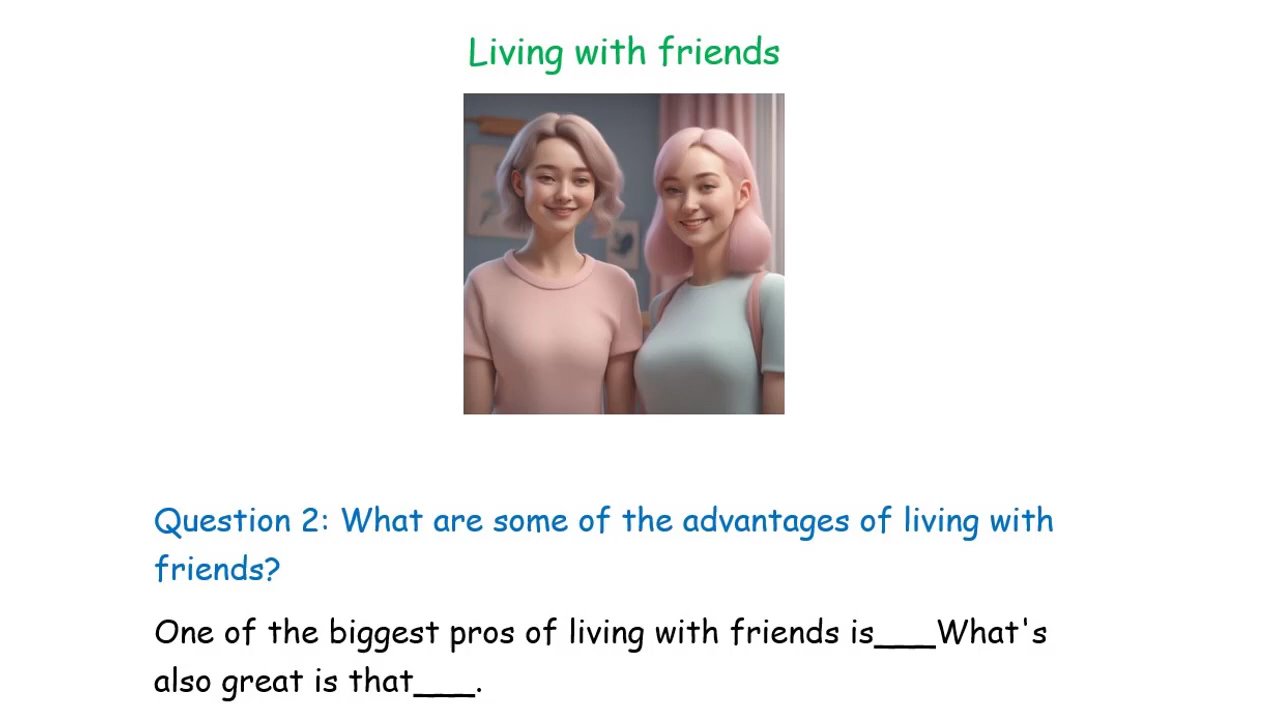 Living with friends
Question 2: What are some of the advantages of living with
friends?
One of the biggest pros of living with friends is___What's
also great is that___.